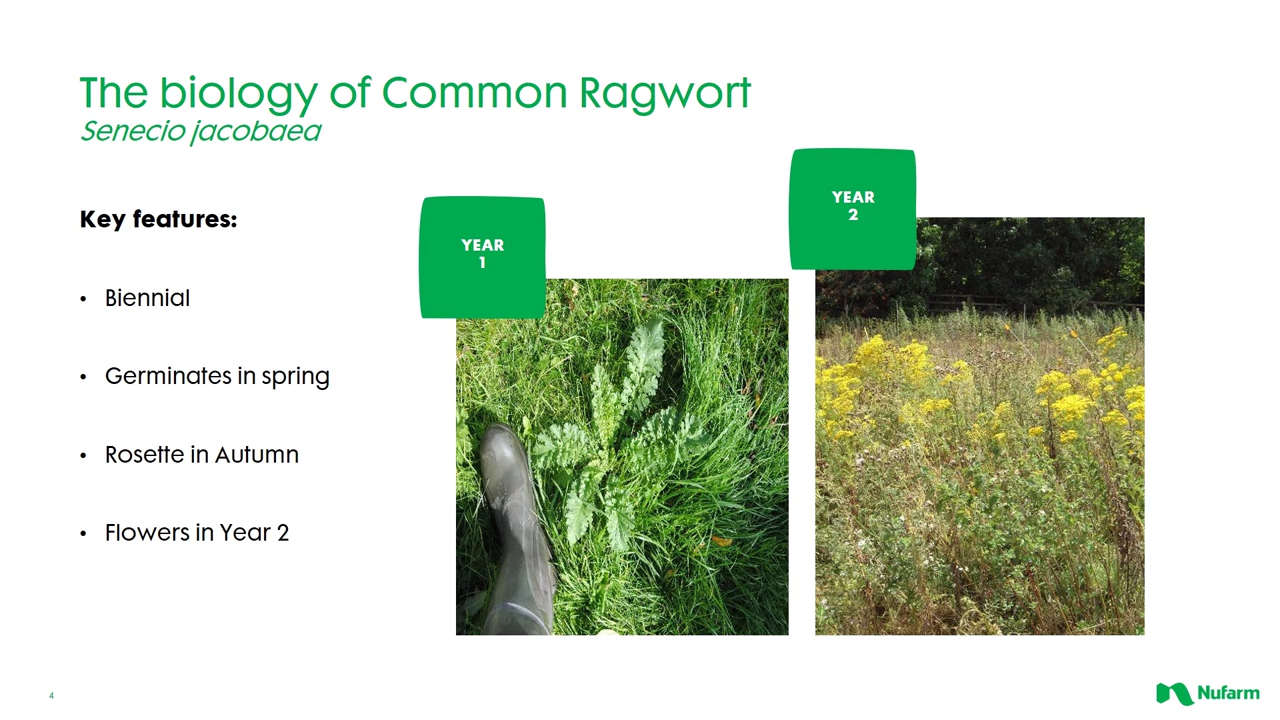 The biology of Common Ragwort
Senecio jacobaea
Key features:
• Biennial
• Germinates in spring
• Rosette in Autumn
• Flowers in Year 2
YEAR
1
YEAR
2
4
Nufarm